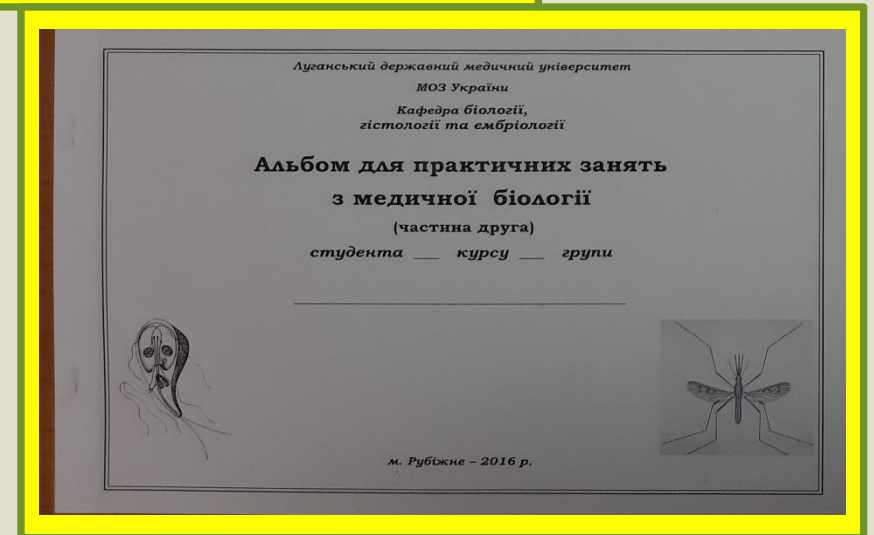 Луганський державний медичний університет
МОЗ України
Кафедра біології,
гістології та ембріології
Альбом для практичних занять
з медичної біології
(частина друга)
студента ___ курсу ___ групи
м. Рубіжне – 2016 р.